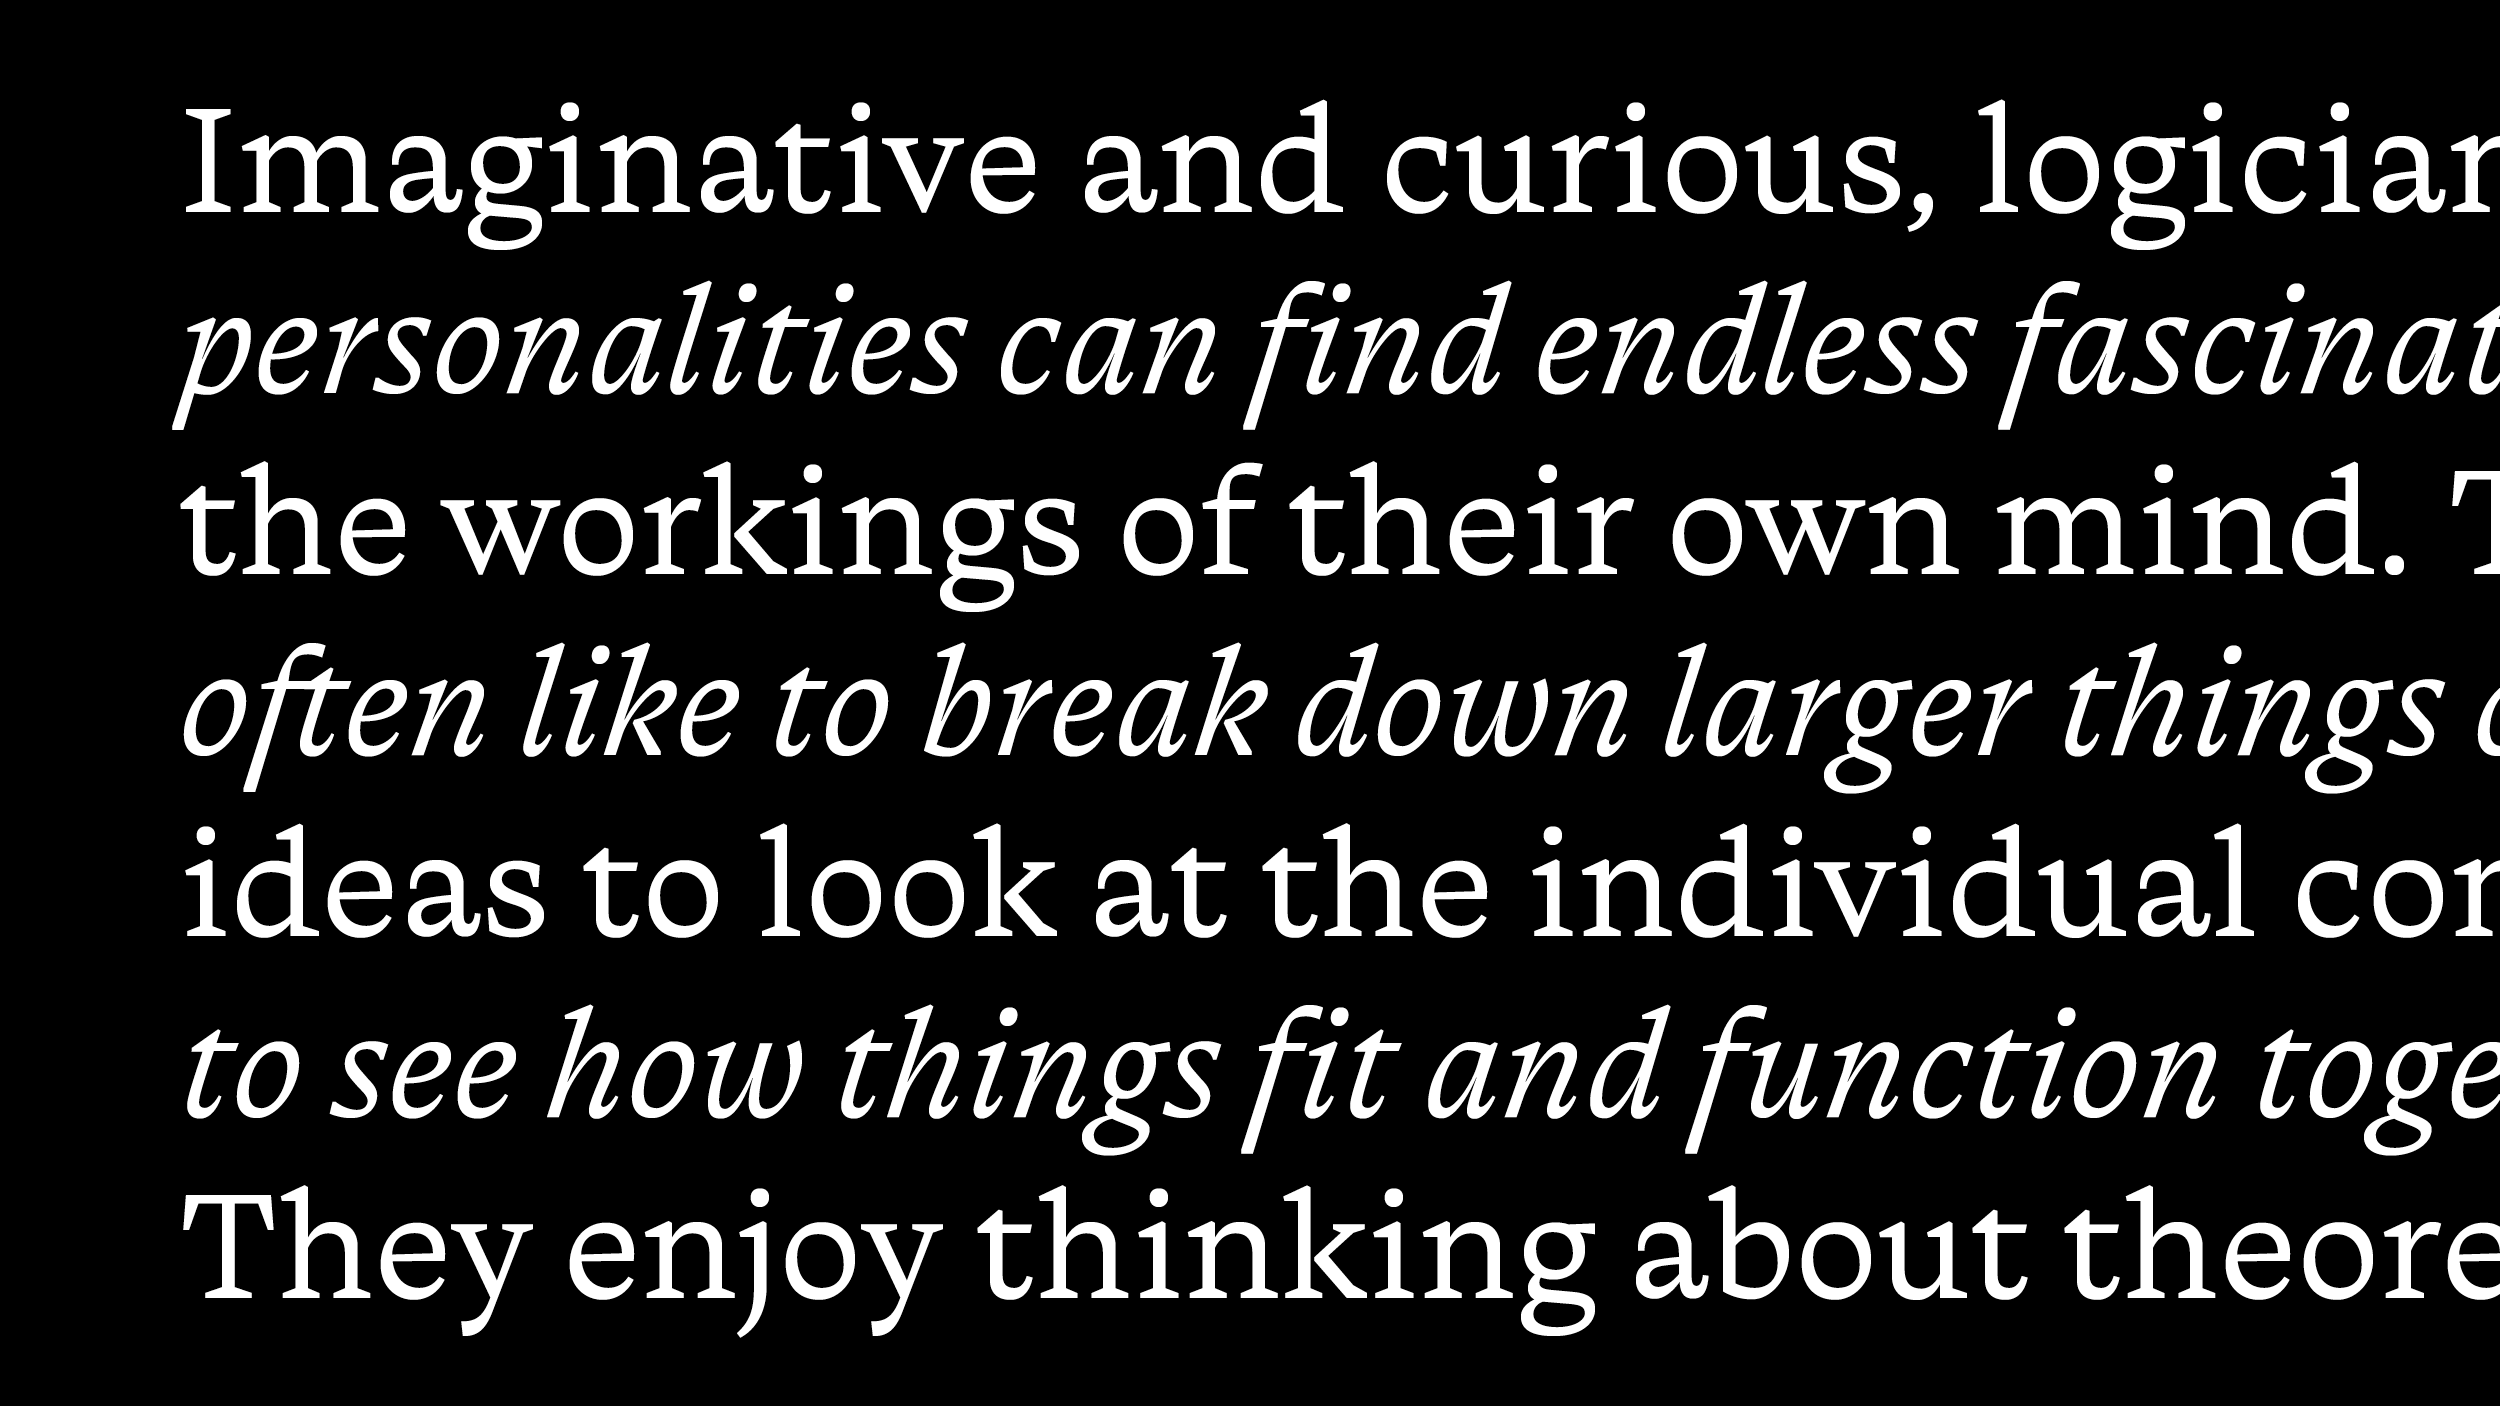 Imaginative and curious, logician
personalities can find endless fascinat
the workings of their own mind. T
often like to break down larger things
ideas to look at the individual con
to see how things fit and function toge
They enjoy thinking about theore